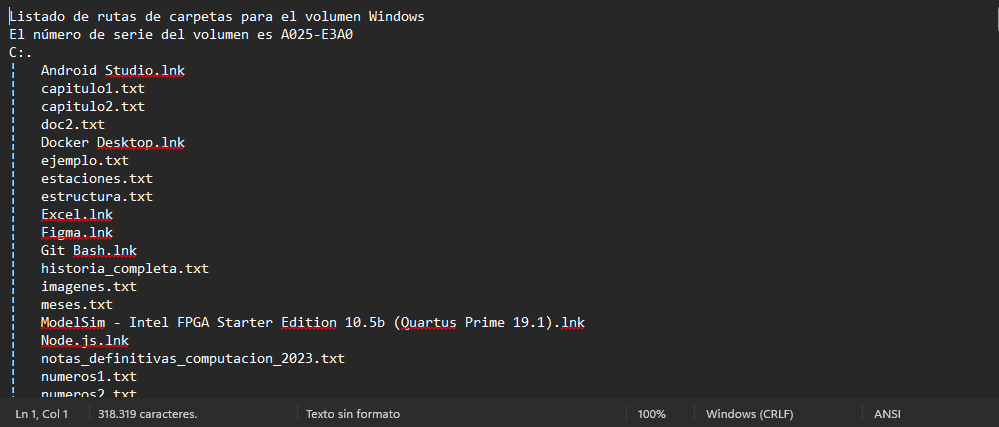 Listado de rutas de carpetas para el volumen Windows
El número de serie del volumen es A025-E3A0
C:.
Android Studio.lnk
capitulo1.txt
capitulo2.txt
doc2.txt
Docker Desktop.lnk
ejemplo.txt
estaciones.txt
estructura.txt
Excel.lnk
Figma.lnk
Git Bash.lnk
historia_completa.txt
imagenes.txt
meses.txt
ModelSim - Intel FPGA Starter Edition 10.5b (Quartus Prime 19.1).lnk
Node.js.lnk
notas_definitivas_computacion_2023.txt
numeros1.txt
numeros2.txt
Ln 1, Col 1 318.319 caracteres. Texto sin formato 100% Windows (CRLF) ANSI